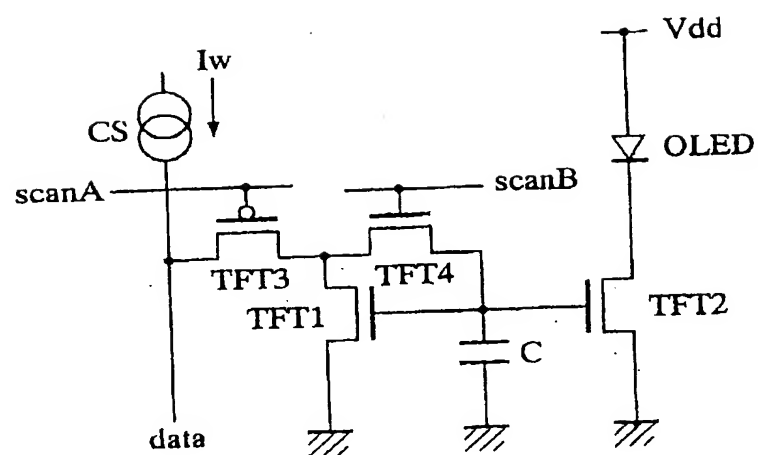 Vdd
Iw
CS
OLED
scanA
scanB
TFT3
TFT4
TFT1
TFT2
C
data